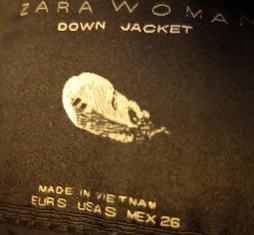 ZARA WOMAN
DOWN JACKET
MADE IN VIETNAM
EUR S USA S MEX 26